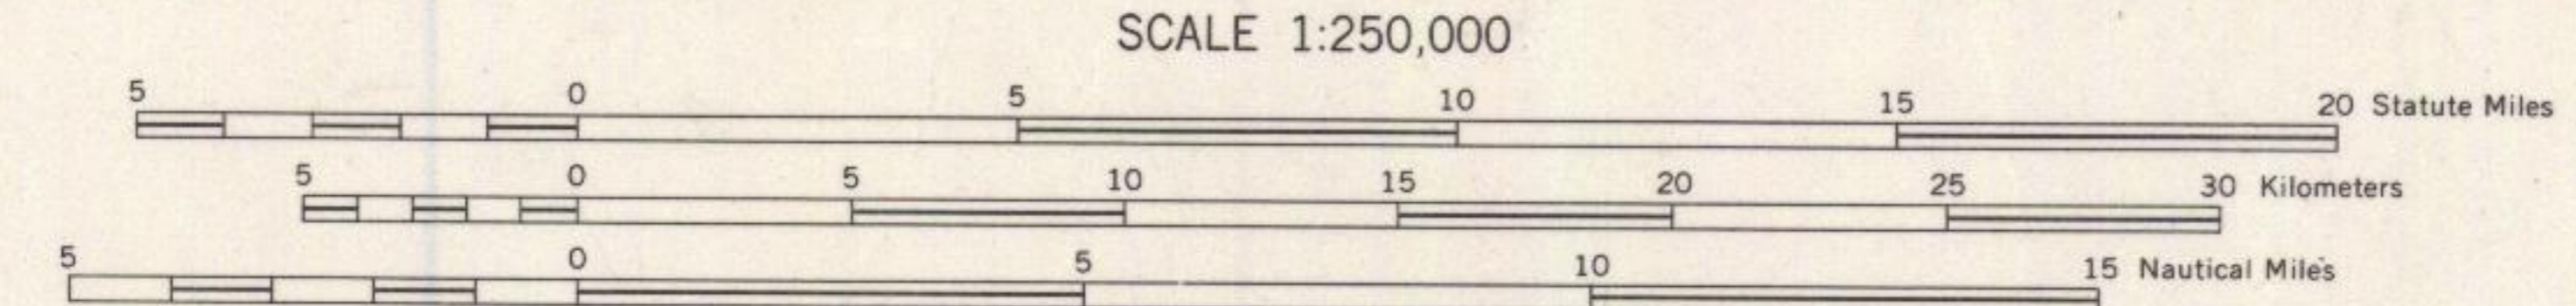 SCALE 1:250,000
5 0 5 10 15 20 Statute Miles
5 0 5 10 15 20 25 30 Kilometers
5 0 5 10 15 Nautical Miles